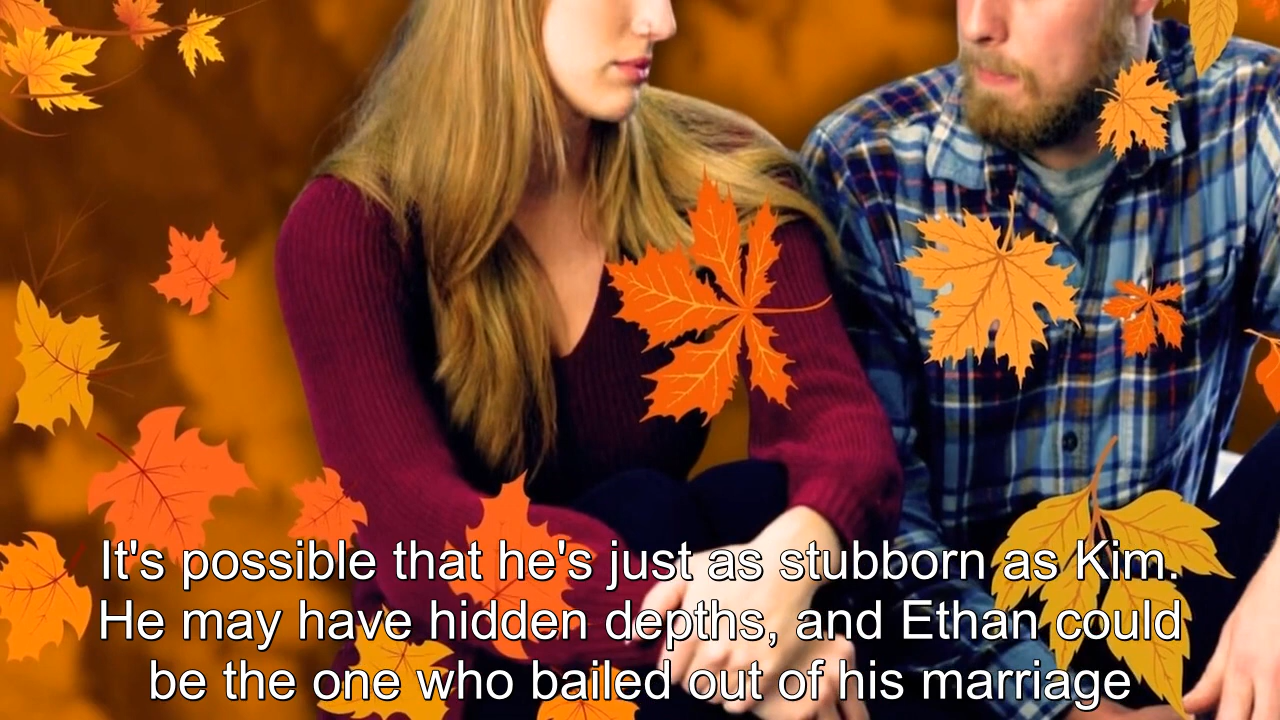 It's possible that he's just as stubborn as Kim.
He may have hidden depths, and Ethan could
be the one who bailed out of his marriage